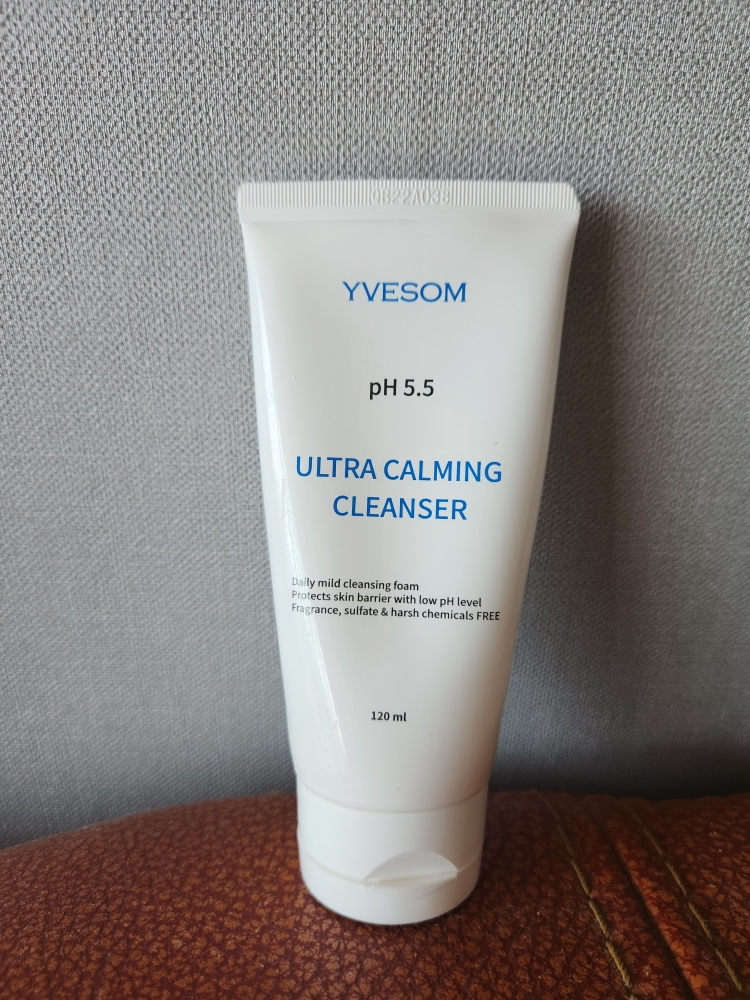 0822A038
YVESOM
pH 5.5
ULTRA CALMING
CLEANSER
Daily mild cleansing foam
Protects skin barrier with low pH level
Fragrance, sulfate & harsh chemicals FREE
120 ml